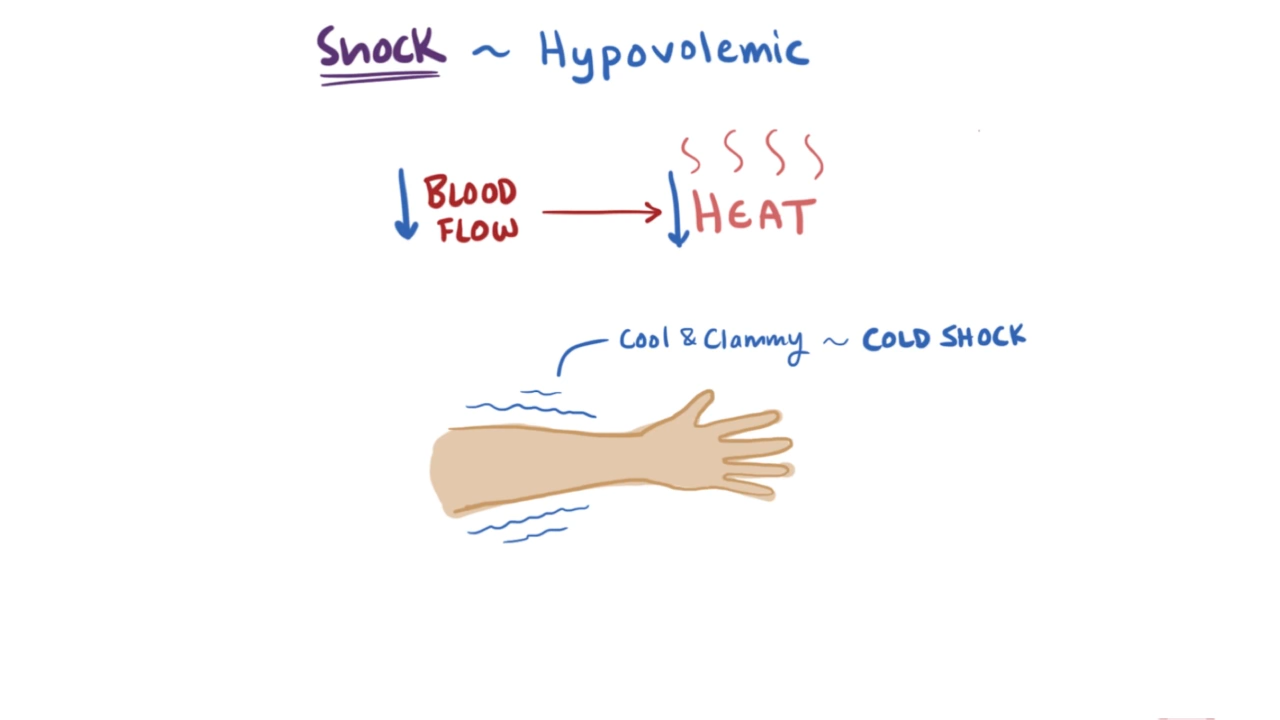 Shock ~ Hypovolemic
↓ BLOOD FLOW → ↓ HEAT
Cool & Clammy ~ COLD SHOCK